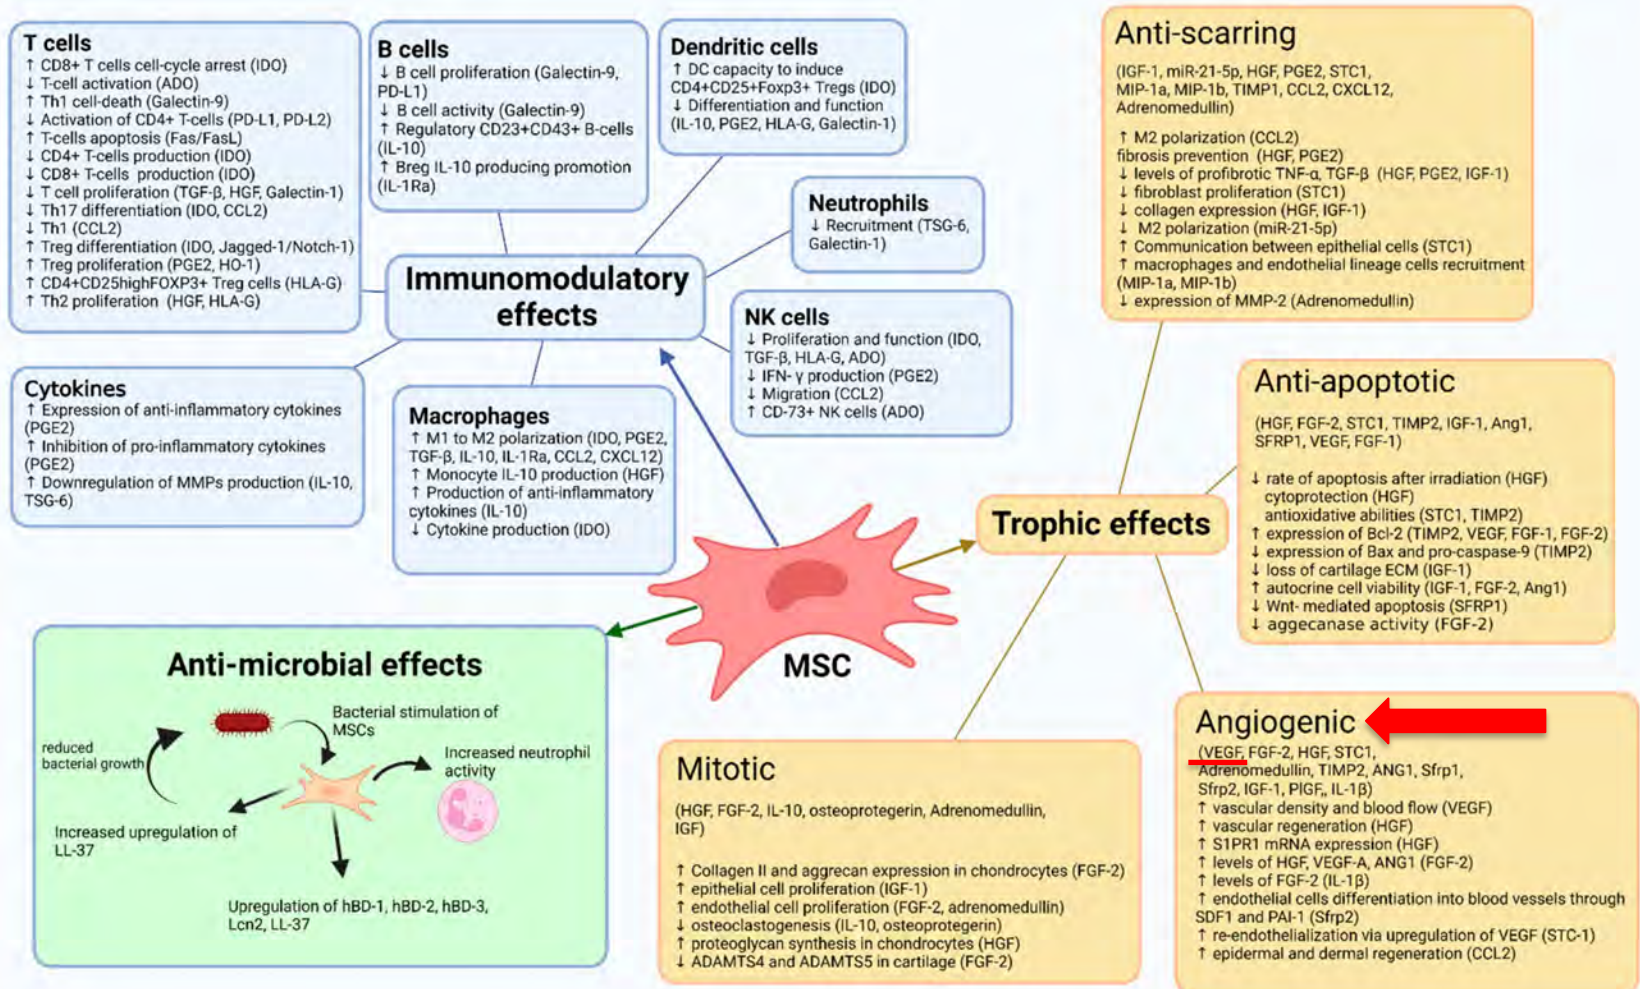 T cells
↑ CD8+ T cells cell-cycle arrest (IDO)
↓ T-cell activation (ADO)
↑ Th1 cell-death (Galectin-9)
↓ Activation of CD4+ T-cells (PD-L1, PD-L2)
↑ T-cells apoptosis (Fas/FasL)
↓ CD4+ T-cells production (IDO)
↓ CD8+ T-cells production (IDO)
↓ T cell proliferation (TGF-β, HGF, Galectin-1)
↓ Th17 differentiation (IDO, CCL2)
↓ Th1 (CCL2)
↑ Treg differentiation (IDO, Jagged-1/Notch-1)
↑ Treg proliferation (PGE2, HO-1)
↑ CD4+CD25highFOXP3+ Treg cells (HLA-G)
↑ Th2 proliferation (HGF, HLA-G)
B cells
↓ B cell proliferation (Galectin-9,
PD-L1)
↓ B cell activity (Galectin-9)
↑ Regulatory CD23+CD43+ B-cells
(IL-10)
↑ Breg IL-10 producing promotion
(IL-1Ra)
Dendritic cells
↑ DC capacity to induce
CD4+CD25+Foxp3+ Tregs (IDO)
↓ Differentiation and function
(IL-10, PGE2, HLA-G, Galectin-1)
Neutrophils
↓ Recruitment (TSG-6,
Galectin-1)
Immunomodulatory
effects
NK cells
↓ Proliferation and function (IDO,
TGF-β, HLA-G, ADO)
↓ IFN- γ production (PGE2)
↓ Migration (CCL2)
↑ CD-73+ NK cells (ADO)
Cytokines
↑ Expression of anti-inflammatory cytokines
(PGE2)
↑ Inhibition of pro-inflammatory cytokines
(PGE2)
↑ Downregulation of MMPs production (IL-10,
TSG-6)
Macrophages
↑ M1 to M2 polarization (IDO, PGE2,
TGF-β, IL-10, IL-1Ra, CCL2, CXCL12)
↑ Monocyte IL-10 production (HGF)
↑ Production of anti-inflammatory
cytokines (IL-10)
↓ Cytokine production (IDO)
MSC
Anti-microbial effects
Bacterial stimulation of
MSCs
reduced
bacterial growth
Increased neutrophil
activity
Increased upregulation of
LL-37
Upregulation of hBD-1, hBD-2, hBD-3,
Lcn2, LL-37
Trophic effects
Anti-scarring
(IGF-1, miR-21-5p, HGF, PGE2, STC1,
MIP-1a, MIP-1b, TIMP1, CCL2, CXCL12,
Adrenomedullin)
↑ M2 polarization (CCL2)
fibrosis prevention (HGF, PGE2)
↓ levels of profibrotic TNF-α, TGF-β (HGF, PGE2, IGF-1)
↓ fibroblast proliferation (STC1)
↓ collagen expression (HGF, IGF-1)
↓ M2 polarization (miR-21-5p)
↑ Communication between epithelial cells (STC1)
↑ macrophages and endothelial lineage cells recruitment
(MIP-1a, MIP-1b)
↓ expression of MMP-2 (Adrenomedullin)
Anti-apoptotic
(HGF, FGF-2, STC1, TIMP2, IGF-1, Ang1,
SFRP1, VEGF, FGF-1)
↓ rate of apoptosis after irradiation (HGF)
cytoprotection (HGF)
antioxidative abilities (STC1, TIMP2)
↑ expression of Bcl-2 (TIMP2, VEGF, FGF-1, FGF-2)
↓ expression of Bax and pro-caspase-9 (TIMP2)
↓ loss of cartilage ECM (IGF-1)
↑ autocrine cell viability (IGF-1, FGF-2, Ang1)
↓ Wnt- mediated apoptosis (SFRP1)
↓ aggecanase activity (FGF-2)
Mitotic
(HGF, FGF-2, IL-10, osteoprotegerin, Adrenomedullin,
IGF)
↑ Collagen II and aggrecan expression in chondrocytes (FGF-2)
↑ epithelial cell proliferation (IGF-1)
↑ endothelial cell proliferation (FGF-2, adrenomedullin)
↓ osteoclastogenesis (IL-10, osteoprotegerin)
↑ proteoglycan synthesis in chondrocytes (HGF)
↓ ADAMTS4 and ADAMTS5 in cartilage (FGF-2)
Angiogenic
(VEGF, FGF-2, HGF, STC1,
Adrenomedullin, TIMP2, ANG1, Sfrp1,
Sfrp2, IGF-1, PlGF,, IL-1β)
↑ vascular density and blood flow (VEGF)
↑ vascular regeneration (HGF)
↑ S1PR1 mRNA expression (HGF)
↑ levels of HGF, VEGF-A, ANG1 (FGF-2)
↑ levels of FGF-2 (IL-1β)
↑ endothelial cells differentiation into blood vessels through
SDF1 and PAI-1 (Sfrp2)
↑ re-endothelialization via upregulation of VEGF (STC-1)
↑ epidermal and dermal regeneration (CCL2)